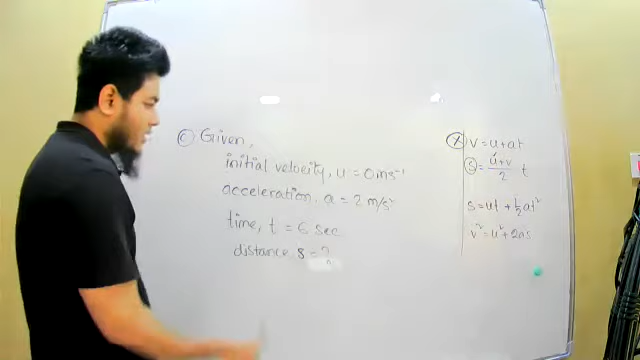 (c) Given,
initial velocity, u = 0 ms⁻¹
acceleration, a = 2 m/s²
time, t = 6 sec
distance s = ?
(x) v = u + at
(s) = u+v/2 t
s = ut + ½at²
v² = u² + 2as